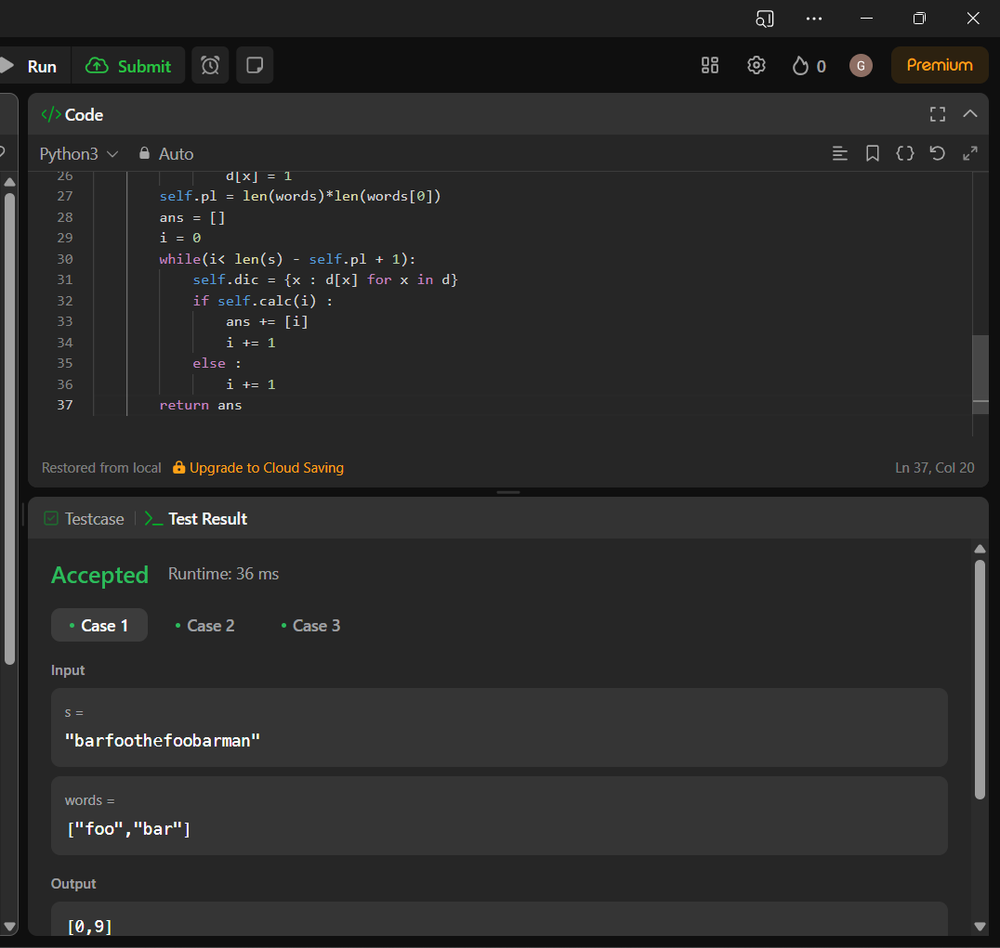 Run
Submit
0
G
Premium
</> Code
Python3
Auto
26 d[x] = 1
27 self.pl = len(words)*len(words[0])
28 ans = []
29 i = 0
30 while(i< len(s) - self.pl + 1):
31 self.dic = {x : d[x] for x in d}
32 if self.calc(i) :
33 ans += [i]
34 i += 1
35 else :
36 i += 1
37 return ans
Restored from local Upgrade to Cloud Saving
Ln 37, Col 20
Testcase
Test Result
Accepted Runtime: 36 ms
Case 1
Case 2
Case 3
Input
s =
"barfoothefoobarman"
words =
["foo","bar"]
Output
[0,9]